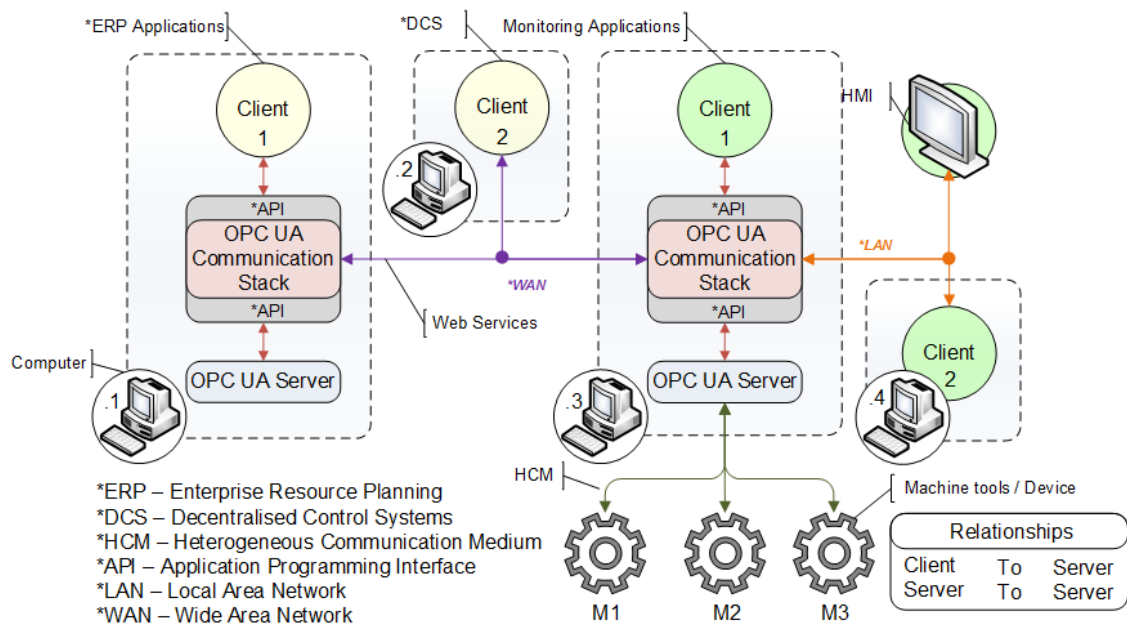 *ERP Applications
*DCS
Monitoring Applications
Client
1
Client
2
Client
1
HMI
.2
*API
OPC UA
Communication
Stack
*API
*API
OPC UA
Communication
Stack
*API
*WAN
*LAN
Web Services
Computer
OPC UA Server
OPC UA Server
Client
2
.1
.3
.4
HCM
Machine tools / Device
*ERP – Enterprise Resource Planning
*DCS – Decentralised Control Systems
*HCM – Heterogeneous Communication Medium
*API – Application Programming Interface
*LAN – Local Area Network
*WAN – Wide Area Network
M1
M2
M3
Relationships
Client To Server
Server To Server